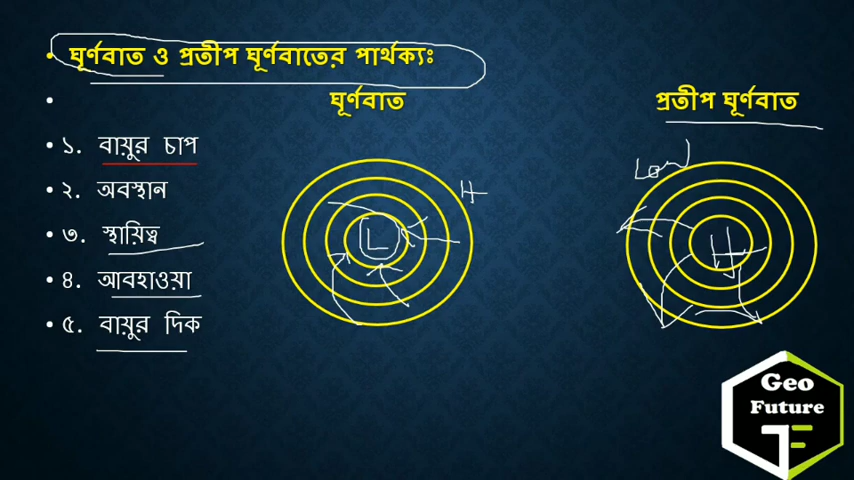 ঘূর্ণবাত ও প্রতীপ ঘূর্ণবাতের পার্থক্যঃ
ঘূর্ণবাত
প্রতীপ ঘূর্ণবাত
১. বায়ুর চাপ
২. অবস্থান
৩. স্থায়িত্ব
৪. আবহাওয়া
৫. বায়ুর দিক
H
L
Low
H
Geo
Future